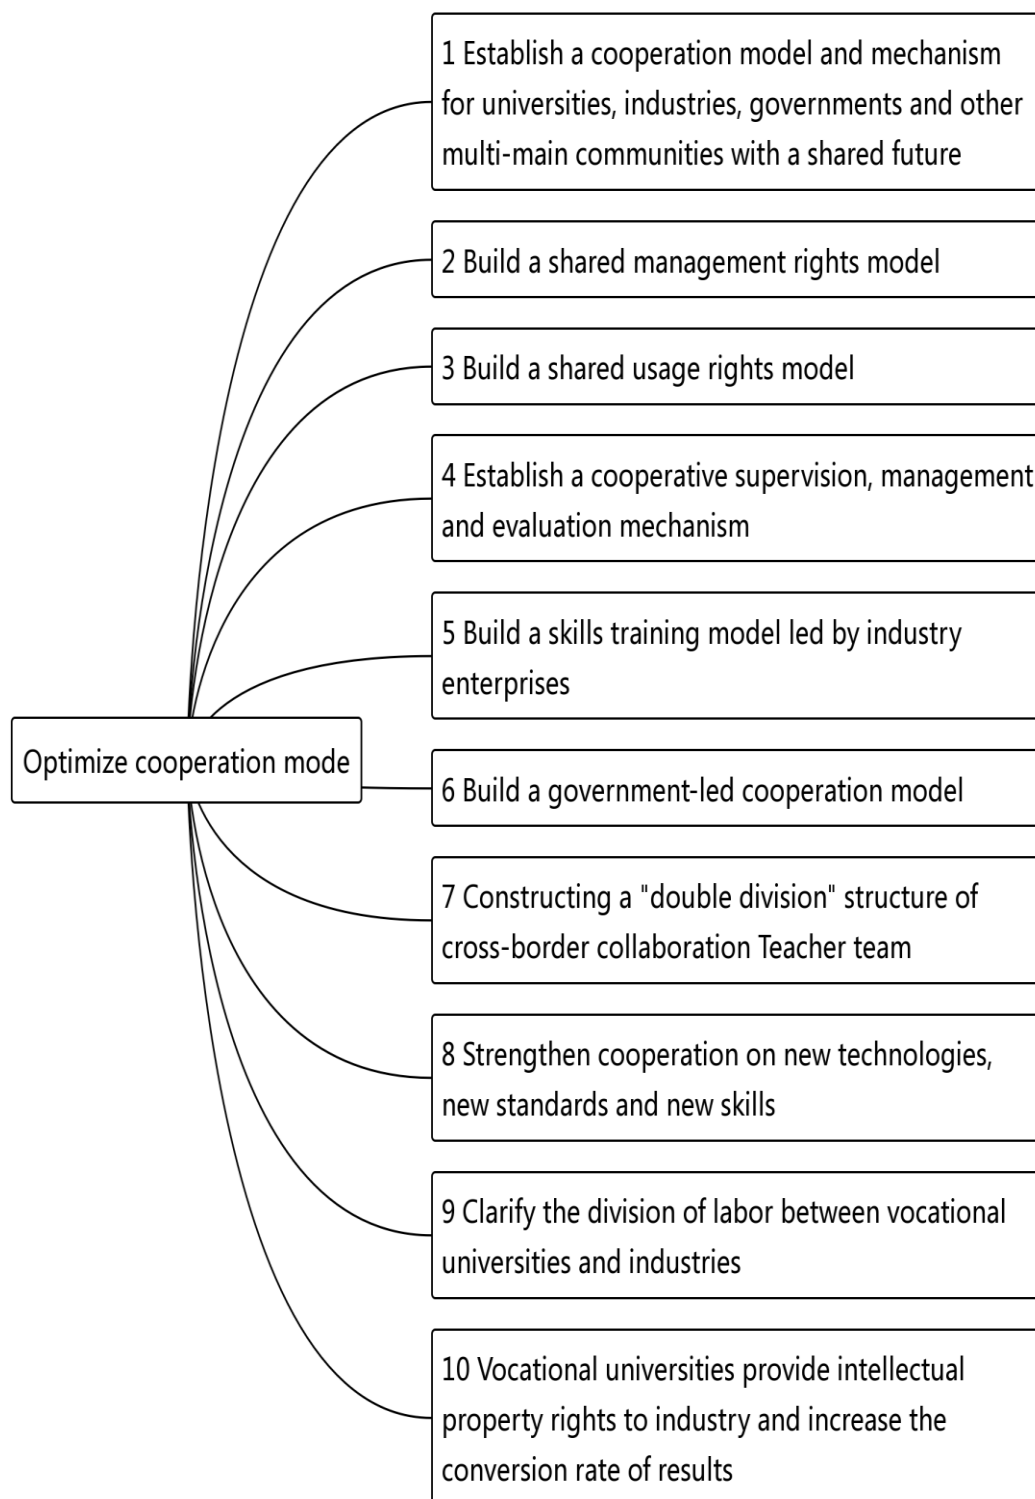 1 Establish a cooperation model and mechanism
for universities, industries, governments and other
multi-main communities with a shared future
2 Build a shared management rights model
3 Build a shared usage rights model
4 Establish a cooperative supervision, management
and evaluation mechanism
5 Build a skills training model led by industry
enterprises
Optimize cooperation mode
6 Build a government-led cooperation model
7 Constructing a "double division" structure of
cross-border collaboration Teacher team
8 Strengthen cooperation on new technologies,
new standards and new skills
9 Clarify the division of labor between vocational
universities and industries
10 Vocational universities provide intellectual
property rights to industry and increase the
conversion rate of results